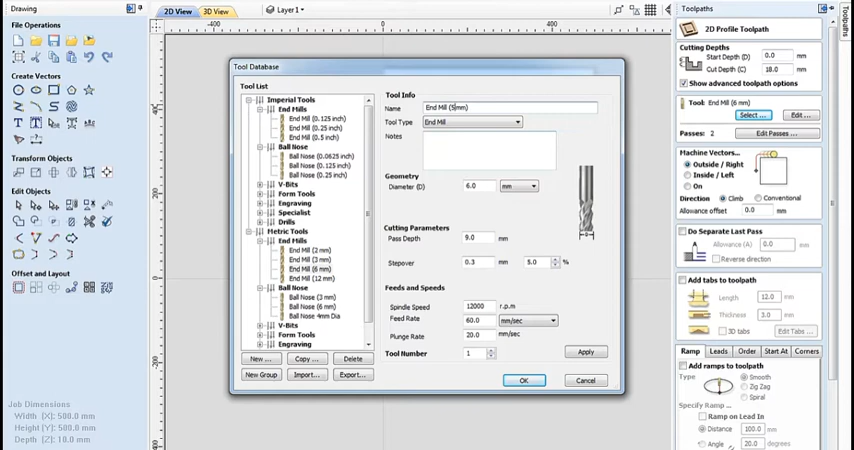 Drawing
File Operations
Create Vectors
Transform Objects
Edit Objects
Offset and Layout
Job Dimensions
Width (X): 500.0 mm
Height (Y): 500.0 mm
Depth (Z): 10.0 mm
2D View
3D View
Layer1
-400
0
400
400
200
0
-200
-400
Tool Database
Tool List
Imperial Tools
End Mills
End Mill (0.125 inch)
End Mill (0.25 inch)
End Mill (0.5 inch)
Ball Nose
Ball Nose (0.0625 inch)
Ball Nose (0.125 inch)
Ball Nose (0.25 inch)
V-Bits
Form Tools
Engraving
Specialist
Drills
Metric Tools
End Mills
End Mill (2 mm)
End Mill (3 mm)
End Mill (6 mm)
End Mill (12 mm)
Ball Nose
Ball Nose (3 mm)
Ball Nose (6 mm)
Ball Nose 4mm Dia
V-Bits
Form Tools
Engraving
New ...
Copy ...
Delete
New Group
Import...
Export...
Tool Info
Name
End Mill (5mm)
Tool Type
End Mill
Notes
Geometry
Diameter (D)
6.0
mm
D
Cutting Parameters
Pass Depth
9.0
mm
Stepover
0.3
mm
5.0
%
Feeds and Speeds
Spindle Speed
12000
r.p.m
Feed Rate
60.0
mm/sec
Plunge Rate
20.0
mm/sec
Tool Number
1
Apply
OK
Cancel
Toolpaths
2D Profile Toolpath
Cutting Depths
Start Depth (D)
0.0
mm
Cut Depth (C)
18.0
mm
Show advanced toolpath options
Tool: End Mill (6 mm)
Select ...
Edit ...
Passes: 2
Edit Passes ...
Machine Vectors...
Outside / Right
Inside / Left
On
Direction
Climb
Conventional
Allowance offset
0.0
mm
Do Separate Last Pass
Allowance (A)
0.0
mm
Reverse direction
Add tabs to toolpath
Length
12.0
mm
Thickness
3.0
mm
3D tabs
Edit Tabs ...
Ramp
Leads
Order
Start At
Corners
Add ramps to toolpath
Type
Smooth
Zig Zag
Spiral
Specify Ramp ...
Ramp on Lead In
Distance
100.0
mm
Angle
20.0
degrees
Toolpaths